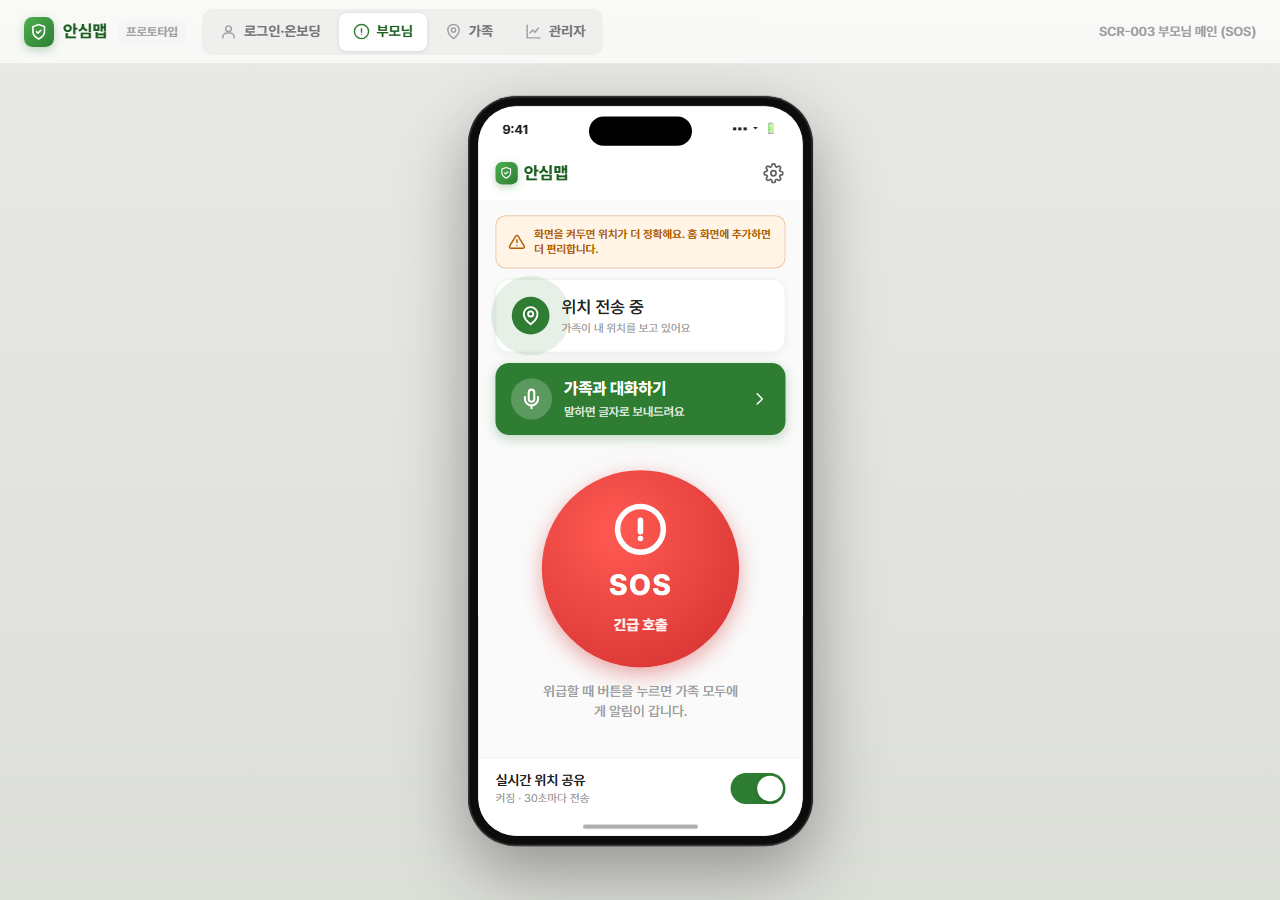 안심맵
프로토타입
로그인·온보딩
부모님
가족
관리자
SCR-003 부모님 메인 (SOS)
9:41
안심맵
화면을 켜두면 위치가 더 정확해요. 홈 화면에 추가하면
더 편리합니다.
위치 전송 중
가족이 내 위치를 보고 있어요
가족과 대화하기
말하면 글자로 보내드려요
SOS
긴급 호출
위급할 때 버튼을 누르면 가족 모두에
게 알림이 갑니다.
실시간 위치 공유
켜짐 · 30초마다 전송